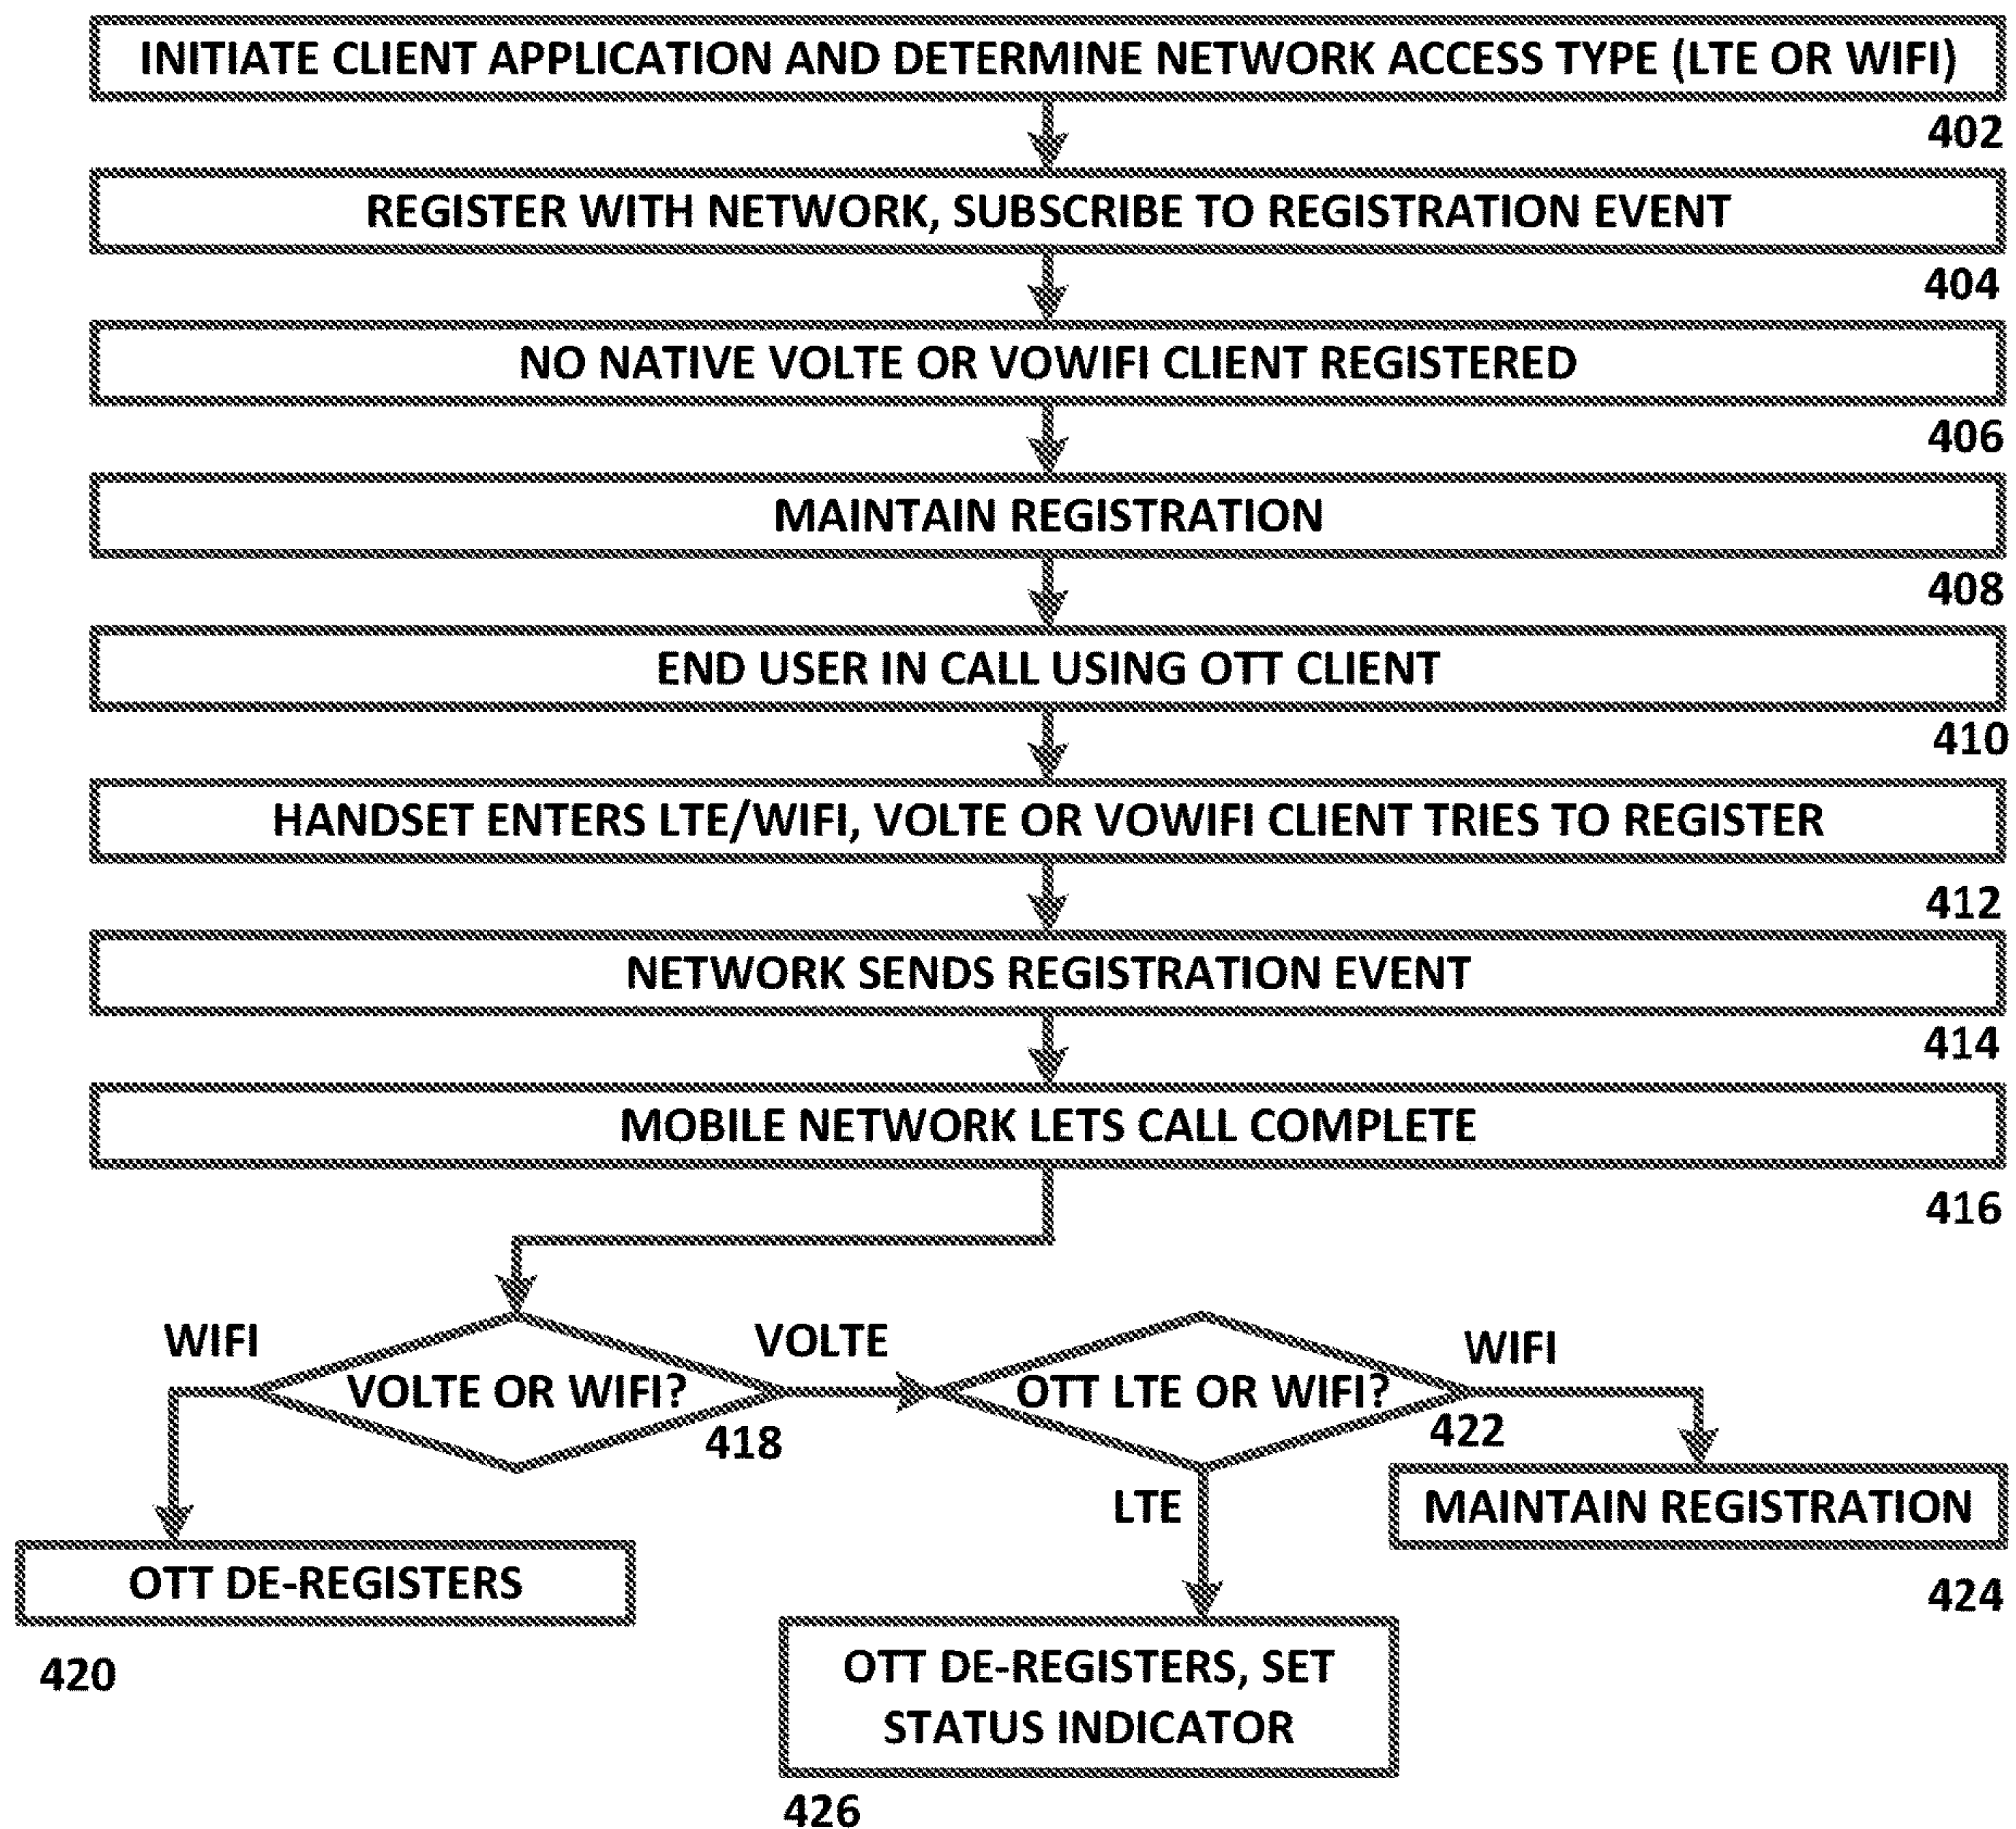 INITIATE CLIENT APPLICATION AND DETERMINE NETWORK ACCESS TYPE (LTE OR WIFI)
402
REGISTER WITH NETWORK, SUBSCRIBE TO REGISTRATION EVENT
404
NO NATIVE VOLTE OR VOWIFI CLIENT REGISTERED
406
MAINTAIN REGISTRATION
408
END USER IN CALL USING OTT CLIENT
410
HANDSET ENTERS LTE/WIFI, VOLTE OR VOWIFI CLIENT TRIES TO REGISTER
412
NETWORK SENDS REGISTRATION EVENT
414
MOBILE NETWORK LETS CALL COMPLETE
416
WIFI
VOLTE OR WIFI?
418
VOLTE
OTT LTE OR WIFI?
422
WIFI
LTE
MAINTAIN REGISTRATION
424
OTT DE-REGISTERS
420
OTT DE-REGISTERS, SET
STATUS INDICATOR
426